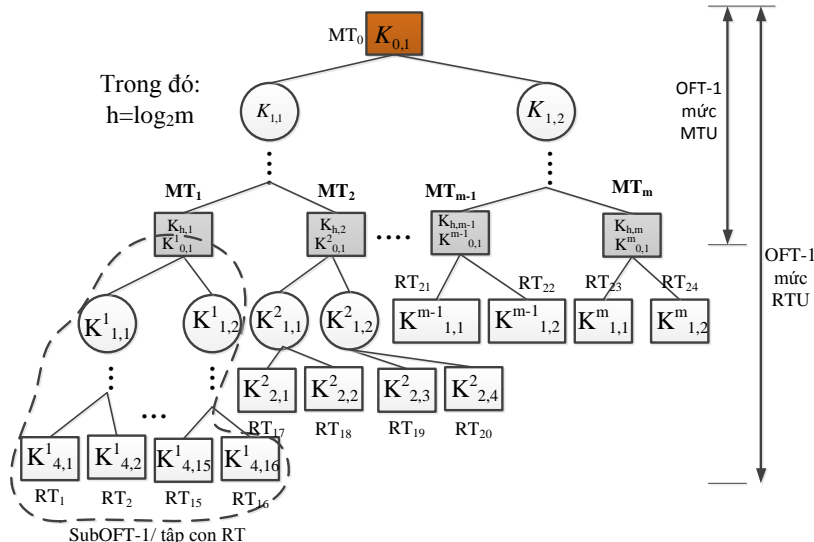 MT0 K0,1
Trong đó:
h=log2m
K1,1
K1,2
OFT-1
mức
MTU
MT1
MT2
MTm-1
MTm
Kh,1
K10,1
Kh,2
K20,1
....
Kh,m-1
Km-10,1
Kh,m
Km0,1
OFT-1
mức
RTU
RT21
RT22
RT23
RT24
K11,1
K11,2
K21,1
K21,2
Km-11,1
Km-11,2
Km1,1
Km1,2
...
K22,1
K22,2
K22,3
K22,4
RT17
RT18
RT19
RT20
K14,1
K14,2
K14,15
K14,16
RT1
RT2
RT15
RT16
SubOFT-1/ tập con RT